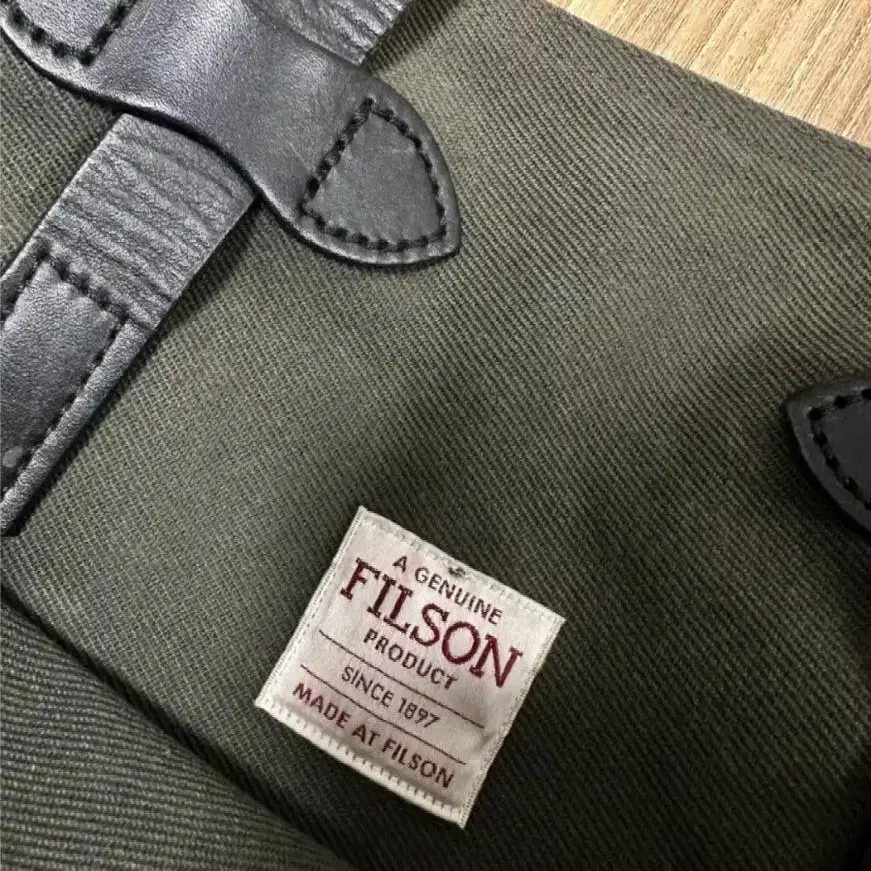 A GENUINE
FILSON
PRODUCT
SINCE 1897
MADE AT FILSON